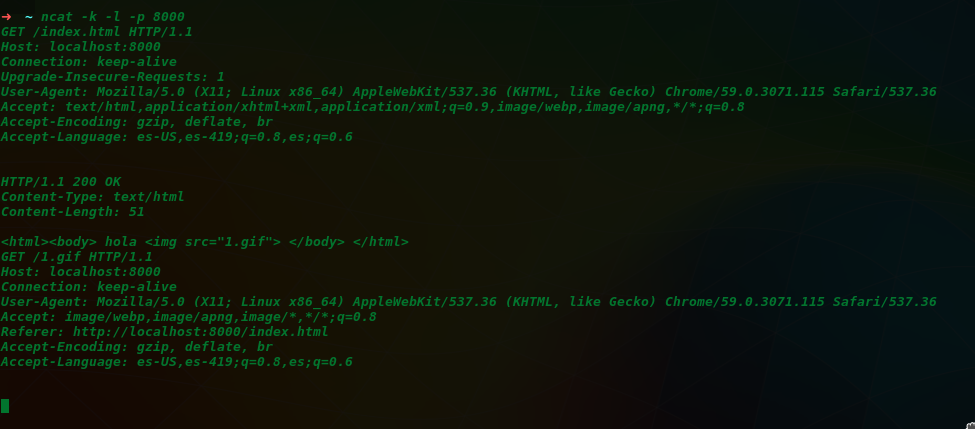 ➜  ~ ncat -k -l -p 8000
GET /index.html HTTP/1.1
Host: localhost:8000
Connection: keep-alive
Upgrade-Insecure-Requests: 1
User-Agent: Mozilla/5.0 (X11; Linux x86_64) AppleWebKit/537.36 (KHTML, like Gecko) Chrome/59.0.3071.115 Safari/537.36
Accept: text/html,application/xhtml+xml,application/xml;q=0.9,image/webp,image/apng,*/*;q=0.8
Accept-Encoding: gzip, deflate, br
Accept-Language: es-US,es-419;q=0.8,es;q=0.6
HTTP/1.1 200 OK
Content-Type: text/html
Content-Length: 51
<html><body> hola <img src="1.gif"> </body> </html>
GET /1.gif HTTP/1.1
Host: localhost:8000
Connection: keep-alive
User-Agent: Mozilla/5.0 (X11; Linux x86_64) AppleWebKit/537.36 (KHTML, like Gecko) Chrome/59.0.3071.115 Safari/537.36
Accept: image/webp,image/apng,image/*,*/*;q=0.8
Referer: http://localhost:8000/index.html
Accept-Encoding: gzip, deflate, br
Accept-Language: es-US,es-419;q=0.8,es;q=0.6